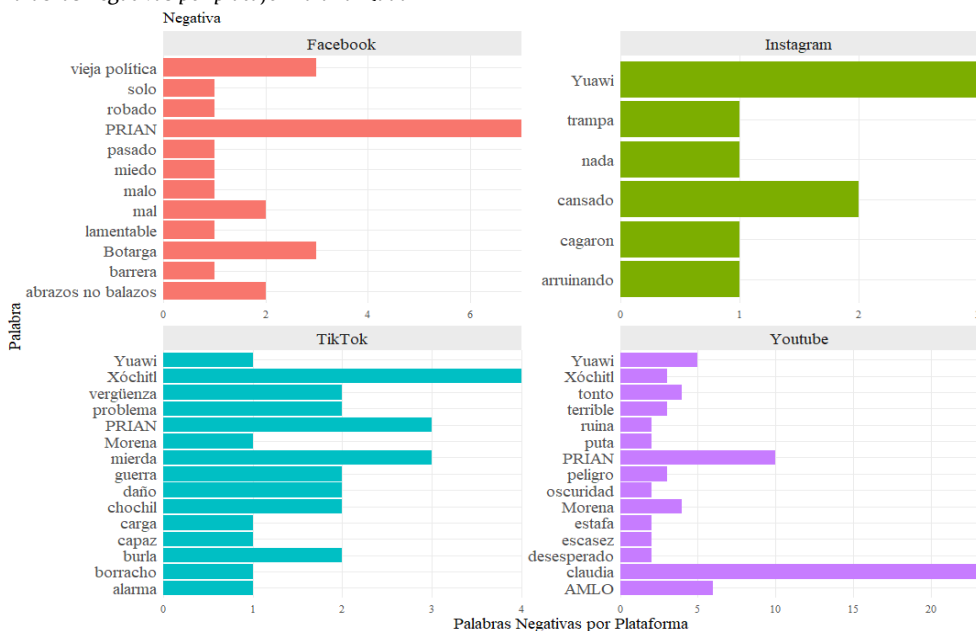 Negativa
Facebook
vieja política
solo
robado
PRIAN
pasado
miedo
malo
mal
lamentable
Botarga
barrera
abrazos no balazos
0 2 4 6
Instagram
Yuawi
trampa
nada
cansado
cagaron
arruinando
0 1 2
Palabra
TikTok
Yuawi
Xóchitl
vergüenza
problema
PRIAN
Morena
mierda
guerra
daño
chochil
carga
capaz
burla
borracho
alarma
0 1 2 3 4
Youtube
Yuawi
Xóchitl
tonto
terrible
ruina
puta
PRIAN
peligro
oscuridad
Morena
estafa
escasez
desesperado
claudia
AMLO
0 5 10 15 20
Palabras Negativas por Plataforma